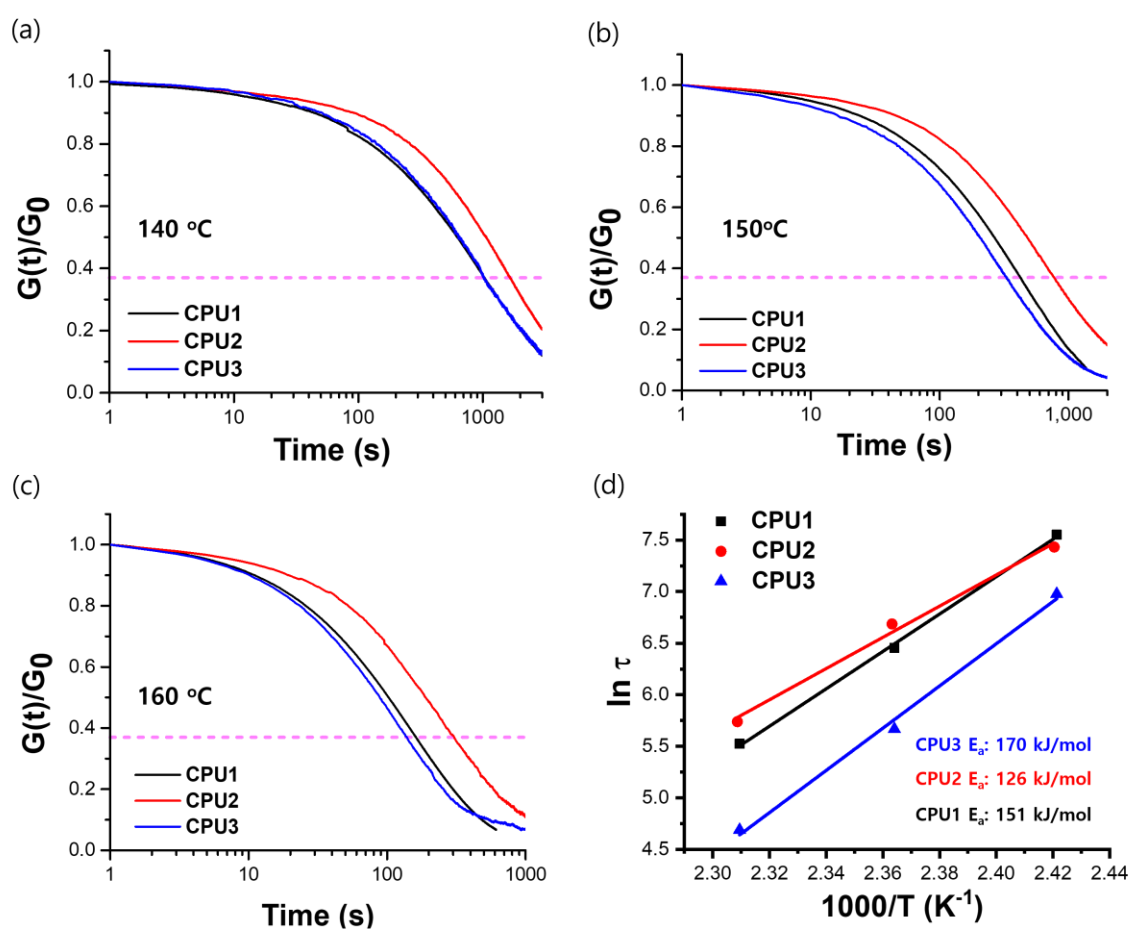 (a)
G(t)/G0
1.0
0.8
0.6
0.4
0.2
0.0
140 ºC
CPU1
CPU2
CPU3
1
10
100
1000
Time (s)
(b)
G(t)/G0
1.0
0.8
0.6
0.4
0.2
0.0
150ºC
CPU1
CPU2
CPU3
1
10
100
1,000
Time (s)
(c)
G(t)/G0
1.0
0.8
0.6
0.4
0.2
0.0
160 ºC
CPU1
CPU2
CPU3
1
10
100
1000
Time (s)
(d)
CPU1
CPU2
CPU3
ln τ
7.5
7.0
6.5
6.0
5.5
5.0
4.5
CPU3 Ea: 170 kJ/mol
CPU2 Ea: 126 kJ/mol
CPU1 Ea: 151 kJ/mol
2.30 2.32 2.34 2.36 2.38 2.40 2.42 2.44
1000/T (K-1)